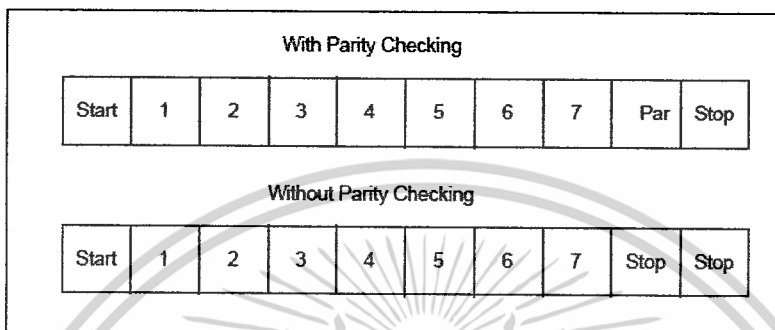 With Parity Checking
Start 1 2 3 4 5 6 7 Par Stop
Without Parity Checking
Start 1 2 3 4 5 6 7 Stop Stop